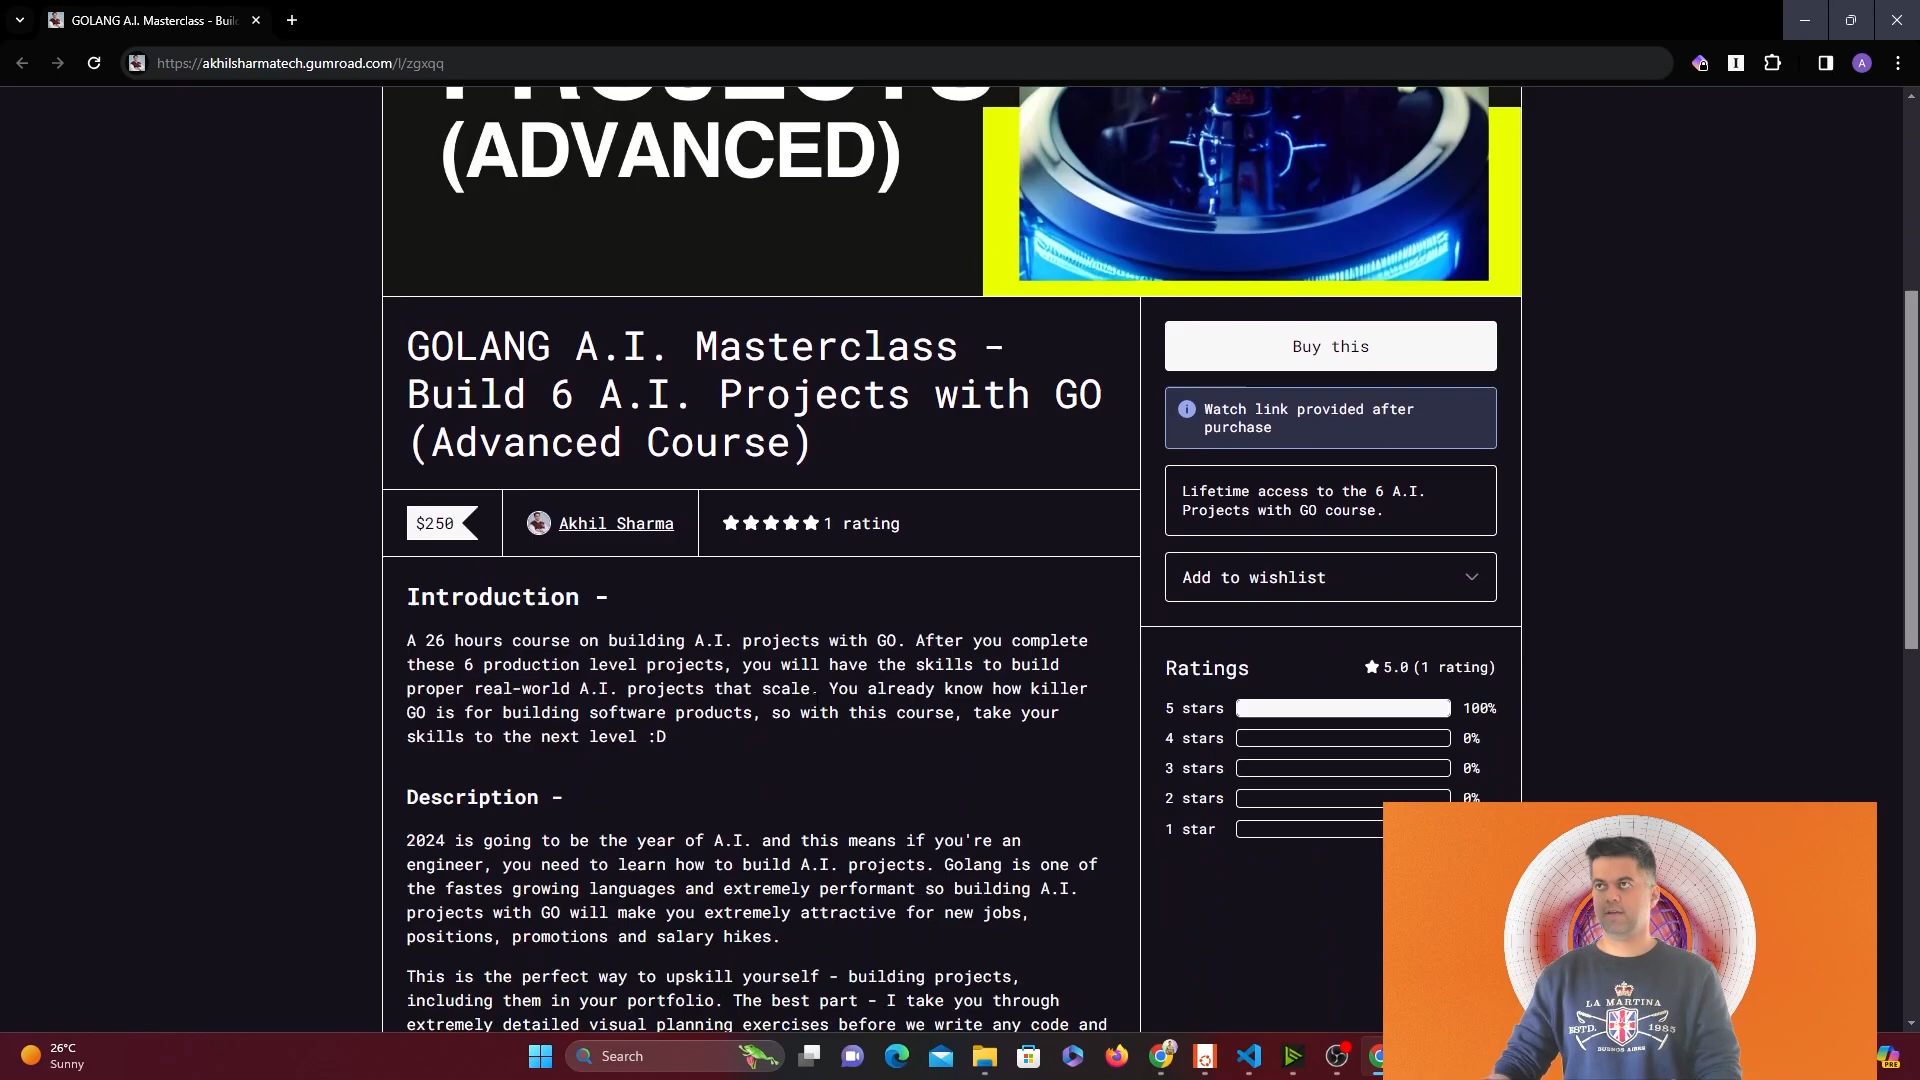 GOLANG A.I. Masterclass - Buil
https://akhilsharmatech.gumroad.com/l/zgxqq
A
(ADVANCED)
GOLANG A.I. Masterclass -
Build 6 A.I. Projects with GO
(Advanced Course)
$250
Akhil Sharma
1 rating
Introduction -
A 26 hours course on building A.I. projects with GO. After you complete
these 6 production level projects, you will have the skills to build
proper real-world A.I. projects that scale. You already know how killer
GO is for building software products, so with this course, take your
skills to the next level :D
Description -
2024 is going to be the year of A.I. and this means if you're an
engineer, you need to learn how to build A.I. projects. Golang is one of
the fastes growing languages and extremely performant so building A.I.
projects with GO will make you extremely attractive for new jobs,
positions, promotions and salary hikes.
This is the perfect way to upskill yourself - building projects,
including them in your portfolio. The best part - I take you through
extremely detailed visual planning exercises before we write any code and
Buy this
Watch link provided after
purchase
Lifetime access to the 6 A.I.
Projects with GO course.
Add to wishlist
Ratings
5.0 (1 rating)
5 stars 100%
4 stars 0%
3 stars 0%
2 stars 0%
1 star
LA MARTINA
ESTD. 1985
BUENOS AIRES
26°C
Sunny
Search
PRE